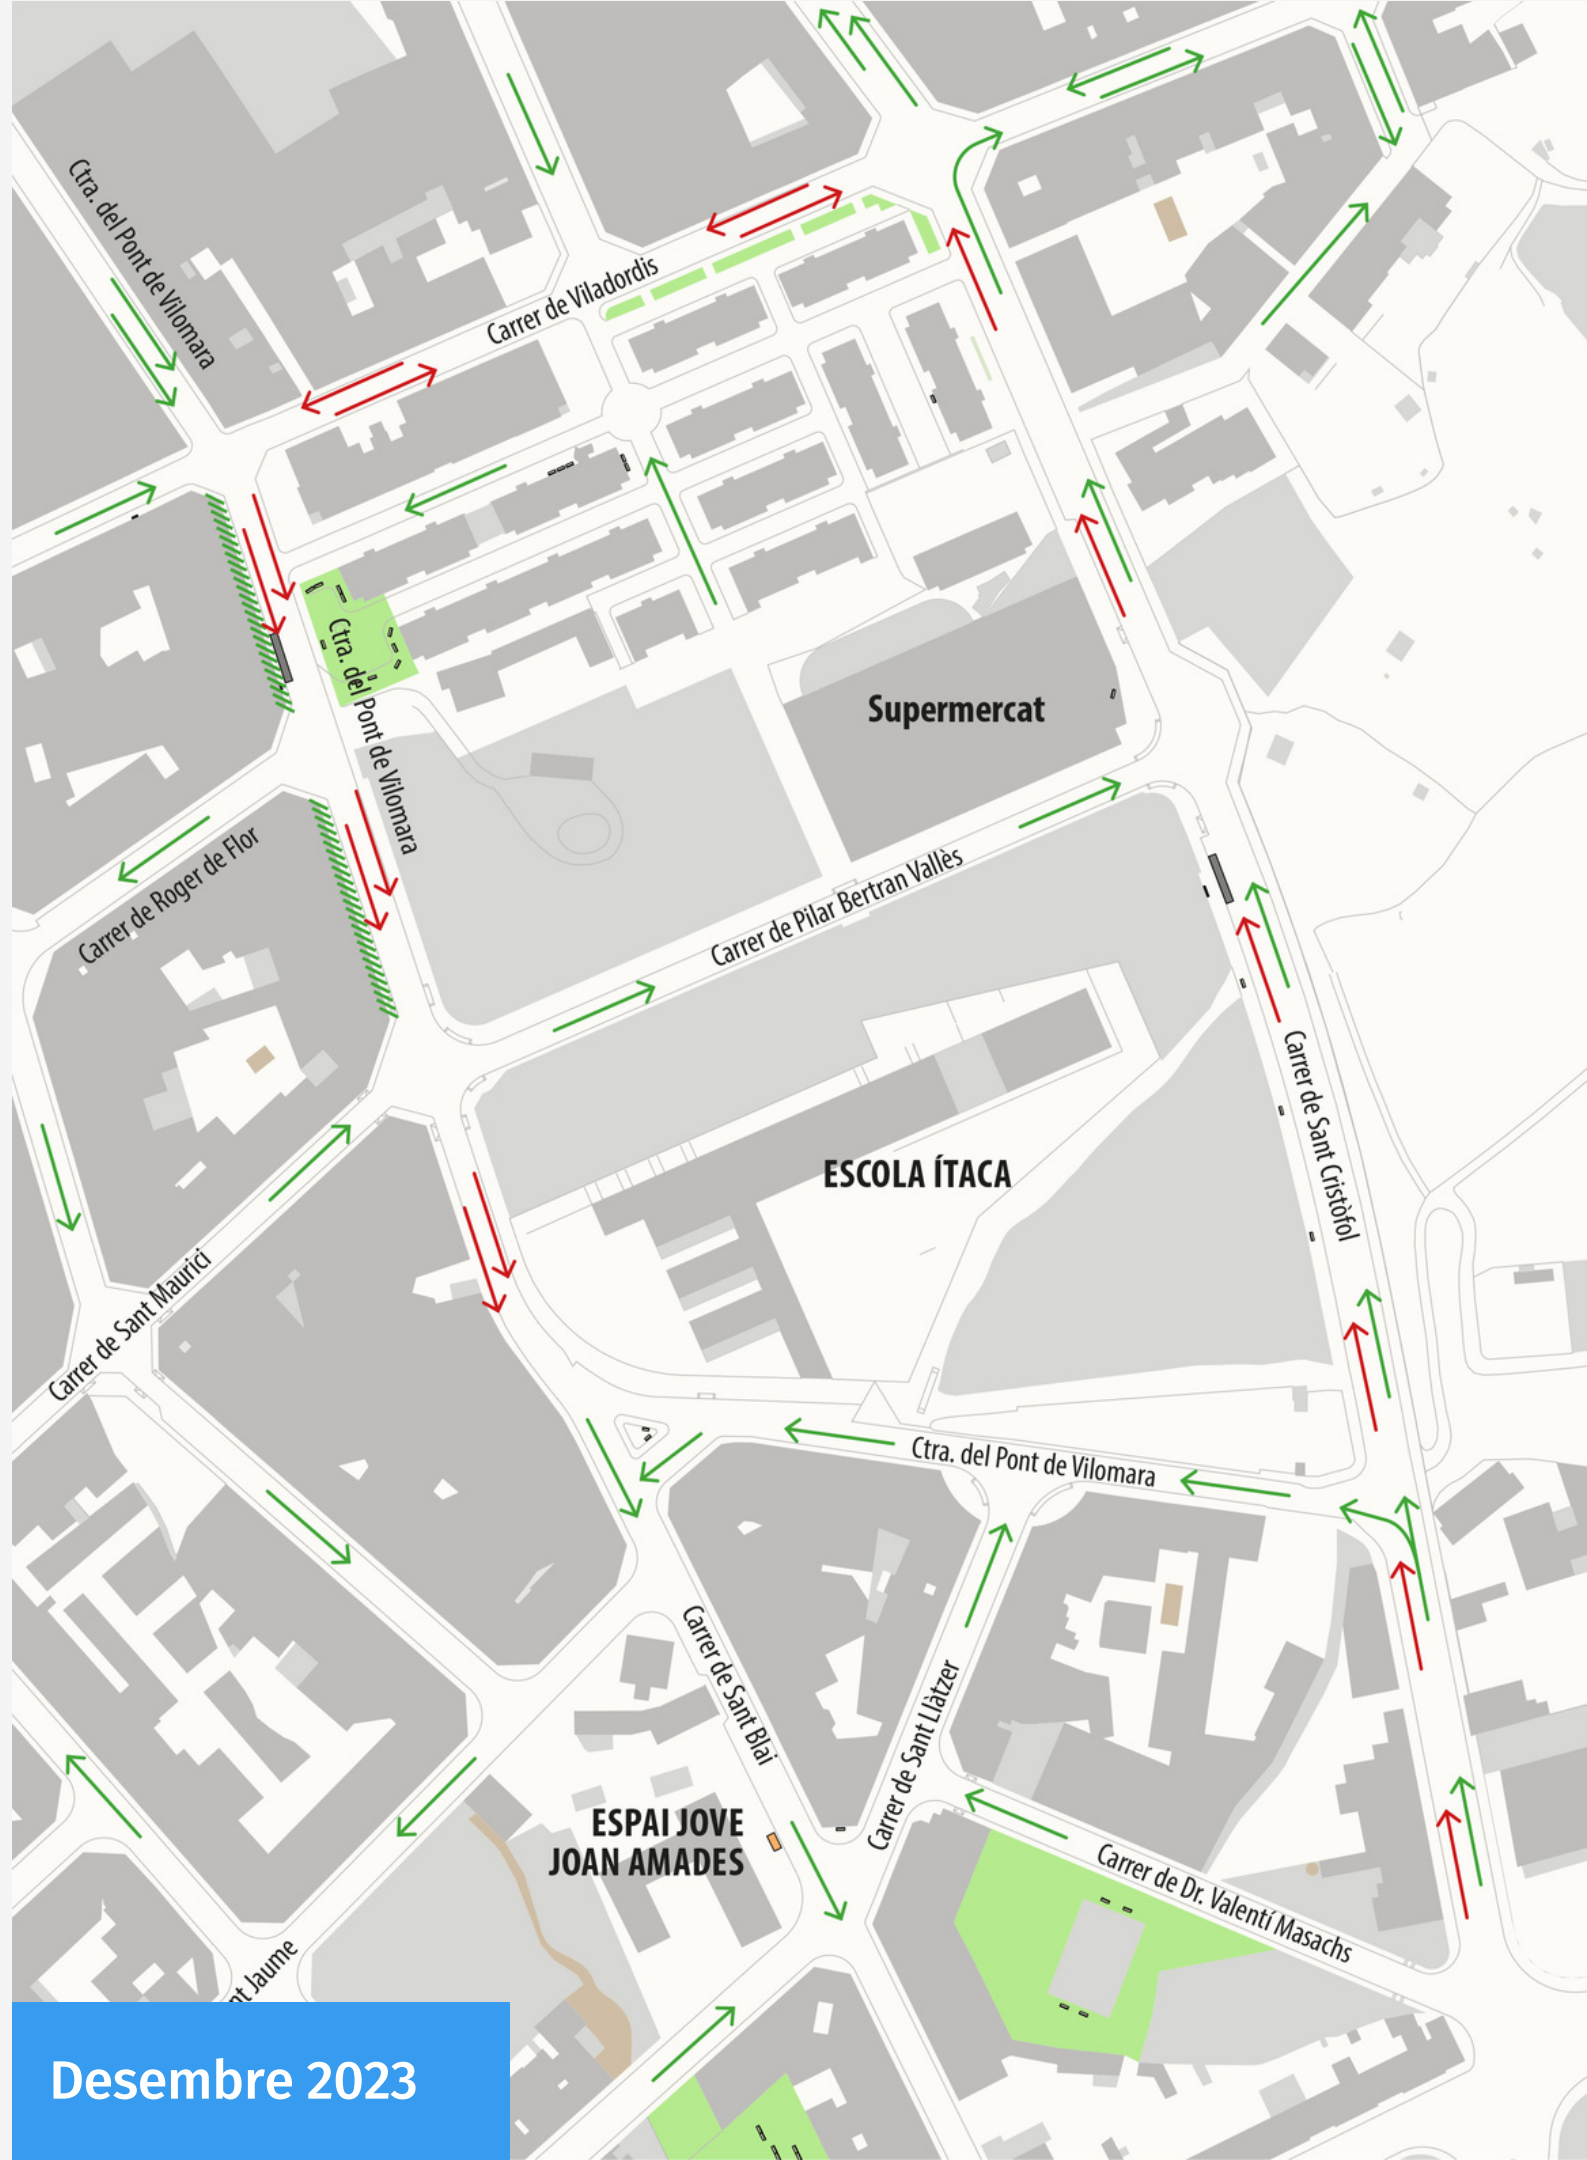 Ctra. del Pont de Vilomara
Carrer de Viladordis
Ctra. del Pont de Vilomara
Supermercat
Carrer de Roger de Flor
Carrer de Pilar Bertran Vallès
Carrer de Sant Cristòfol
ESCOLA ÍTACA
Carrer de Sant Maurici
Ctra. del Pont de Vilomara
Carrer de Sant Blai
Carrer de Sant Llàtzer
ESPAI JOVE
JOAN AMADES
Carrer de Dr. Valentí Masachs
nt Jaume
Desembre 2023